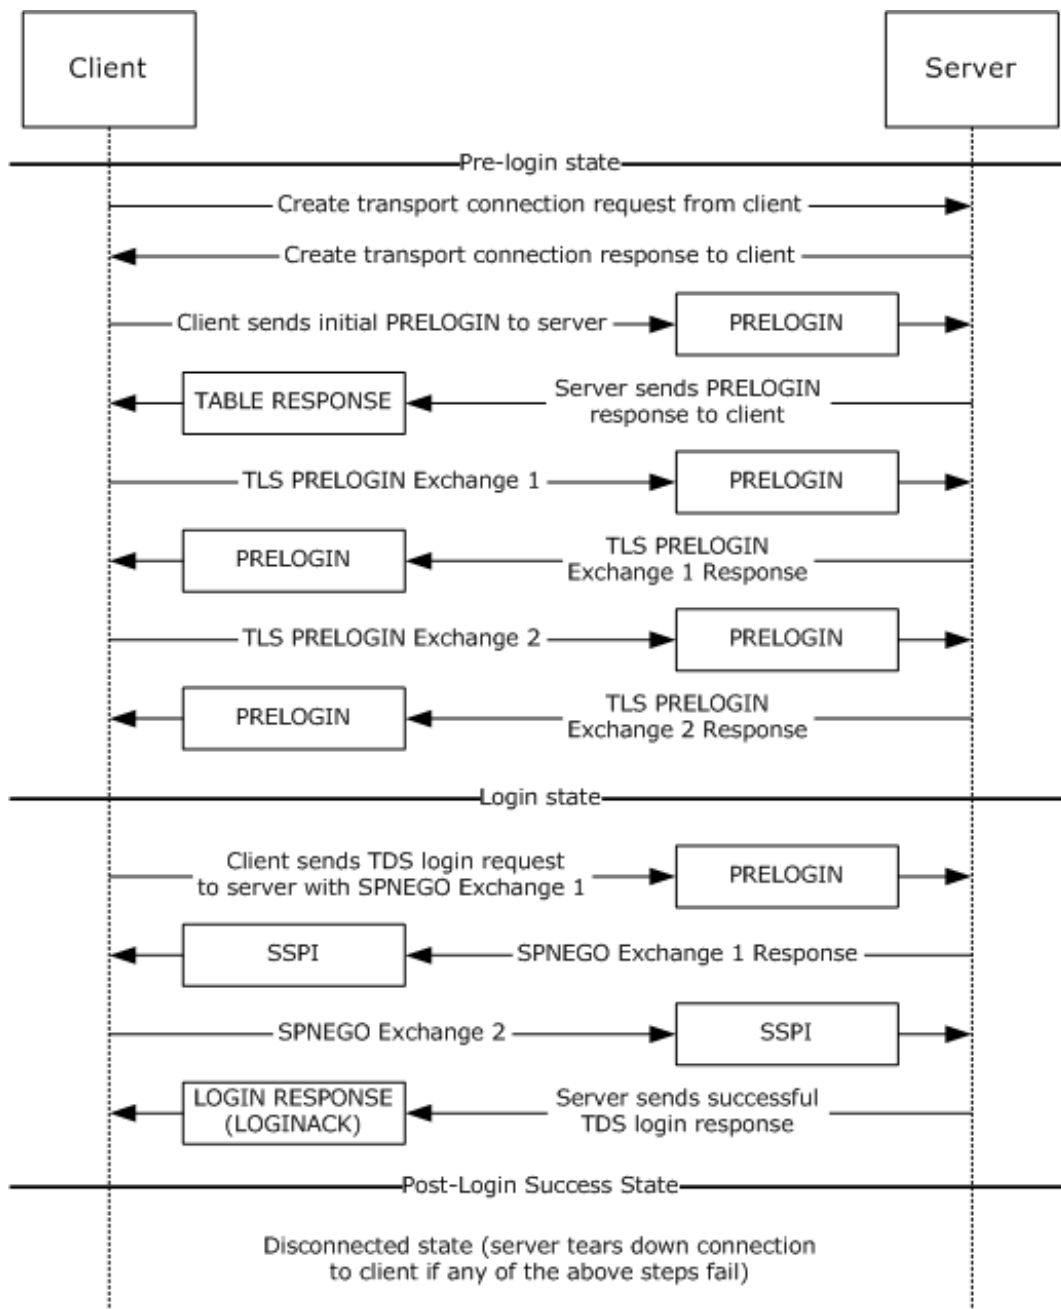 Client
Server
Pre-login state
Create transport connection request from client
Create transport connection response to client
Client sends initial PRELOGIN to server
PRELOGIN
TABLE RESPONSE
Server sends PRELOGIN
response to client
TLS PRELOGIN Exchange 1
PRELOGIN
PRELOGIN
TLS PRELOGIN
Exchange 1 Response
TLS PRELOGIN Exchange 2
PRELOGIN
PRELOGIN
TLS PRELOGIN
Exchange 2 Response
Login state
Client sends TDS login request
to server with SPNEGO Exchange 1
PRELOGIN
SSPI
SPNEGO Exchange 1 Response
SPNEGO Exchange 2
SSPI
LOGIN RESPONSE
(LOGINACK)
Server sends successful
TDS login response
Post-Login Success State
Disconnected state (server tears down connection
to client if any of the above steps fail)